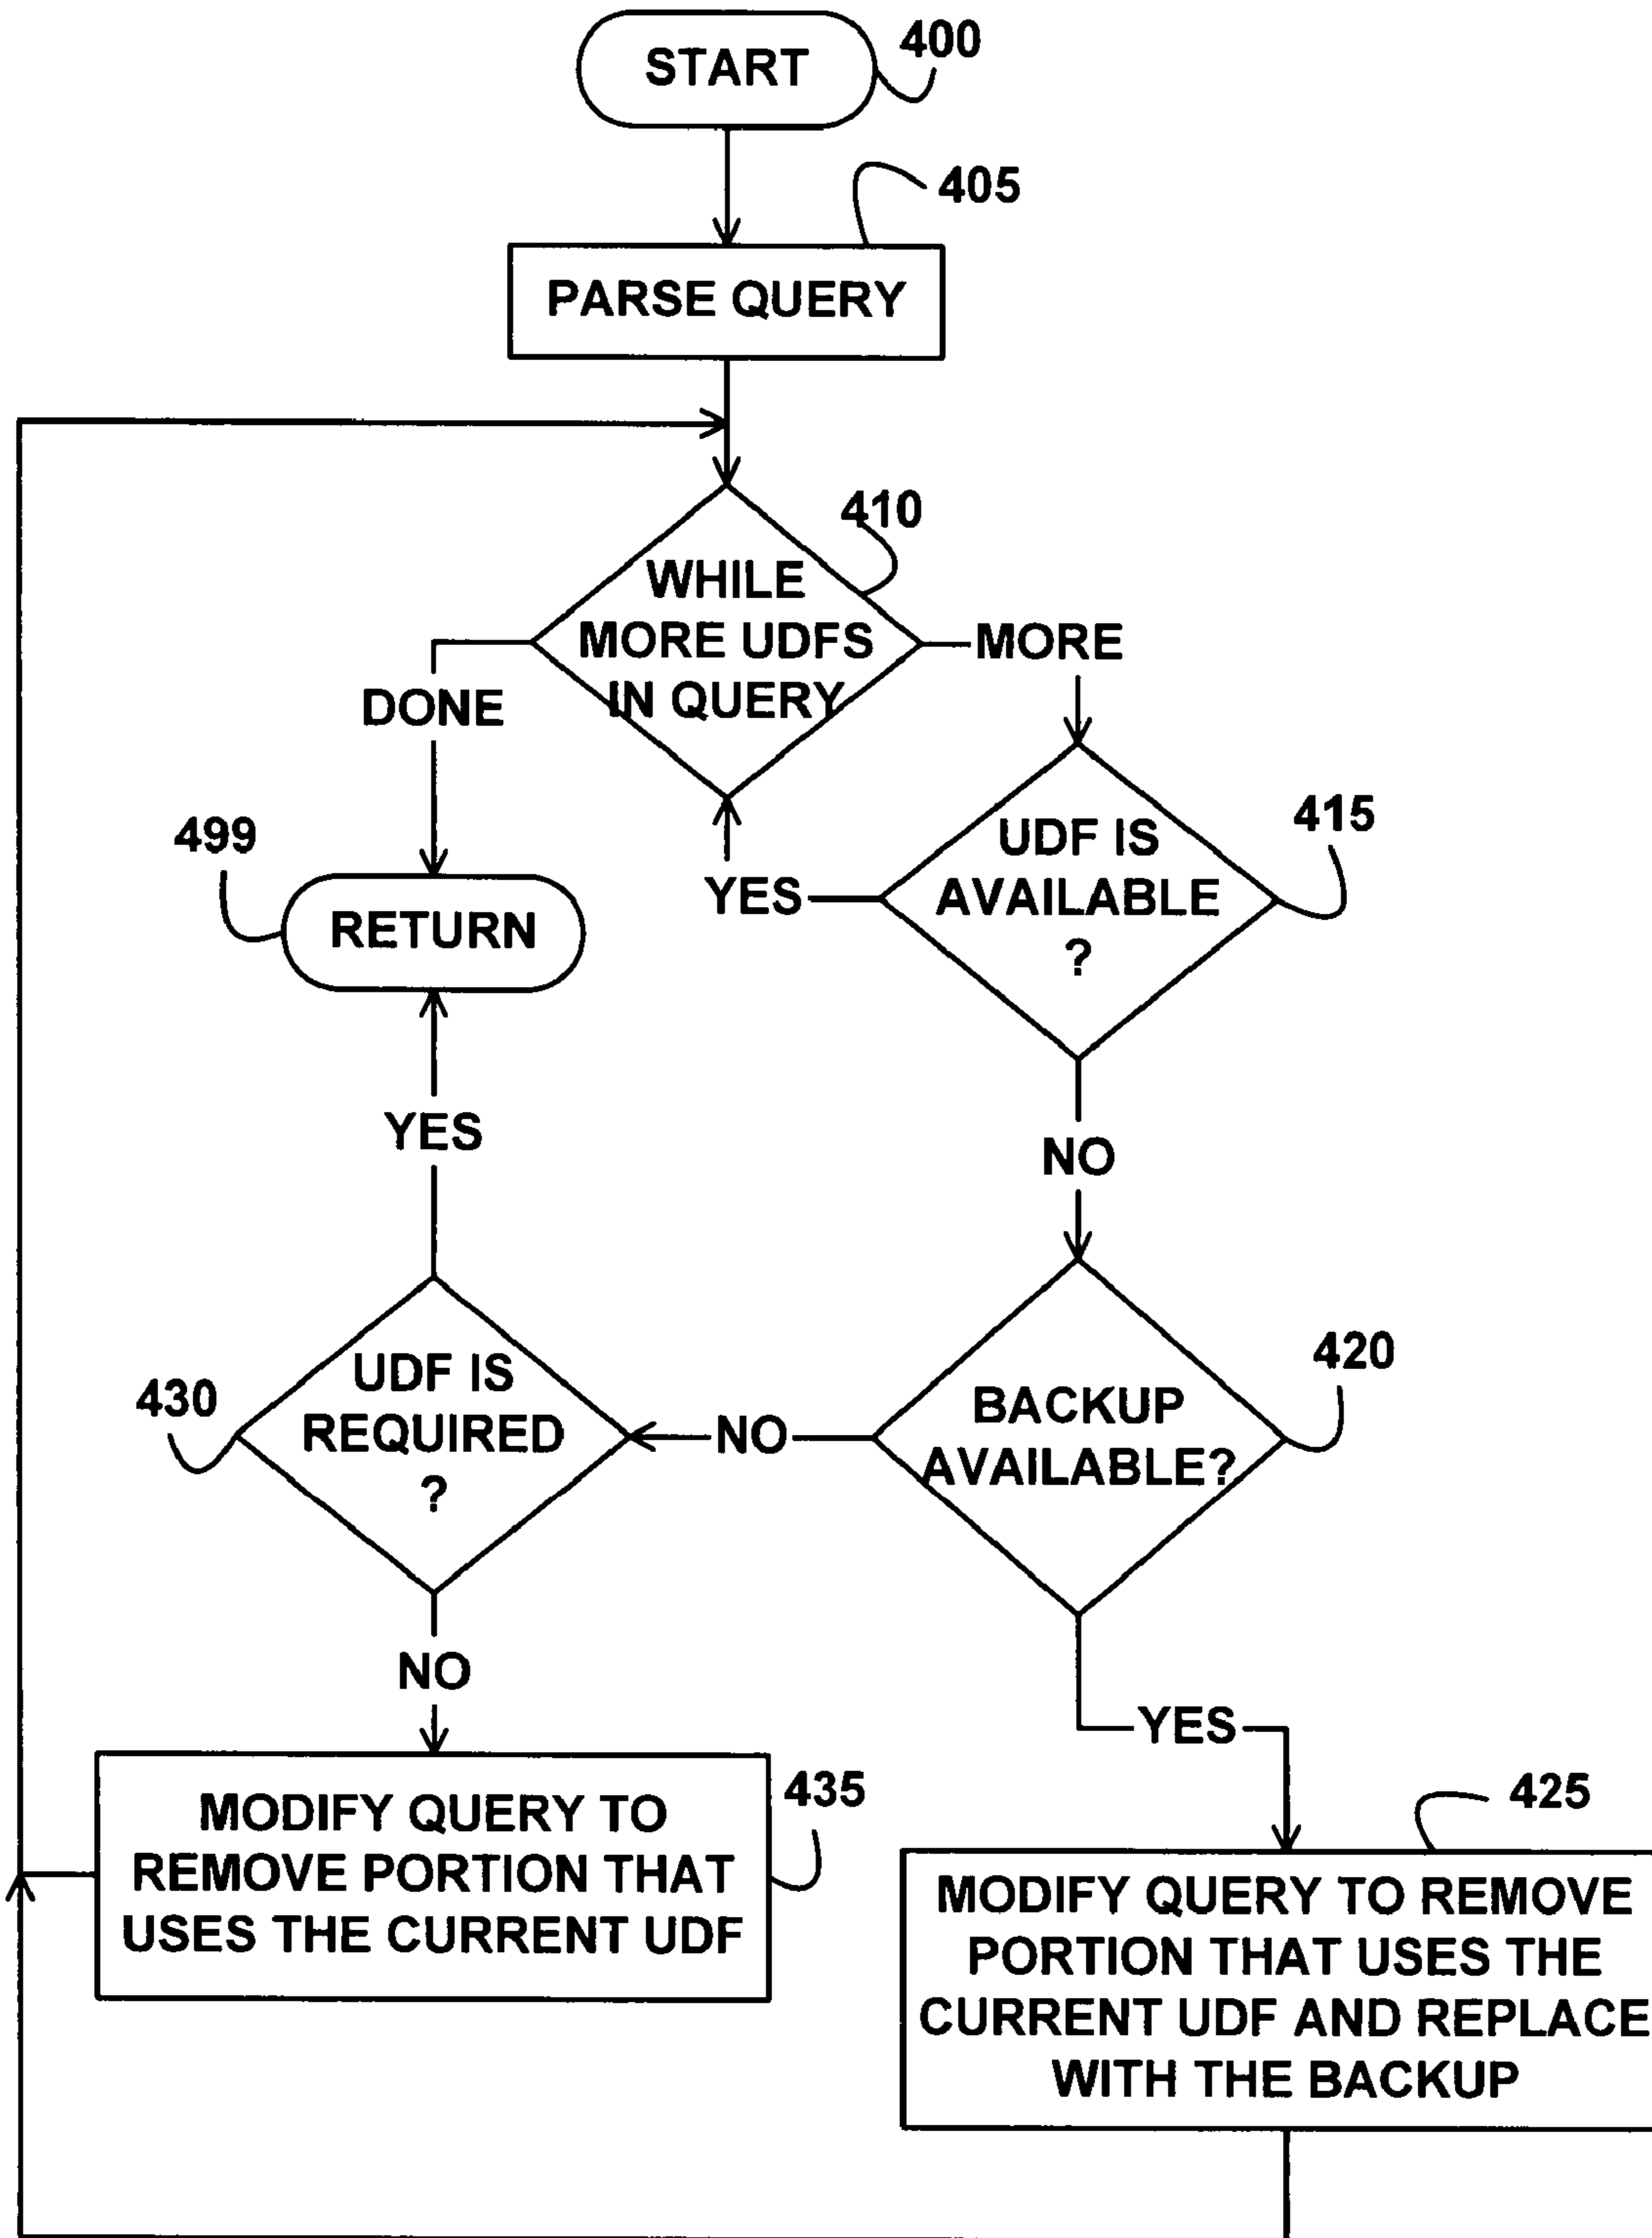 START
400
405
PARSE QUERY
410
WHILE
MORE UDFS
IN QUERY
MORE
DONE
415
UDF IS
AVAILABLE
?
YES
499
RETURN
YES
NO
420
BACKUP
AVAILABLE?
NO
430
UDF IS
REQUIRED
?
NO
YES
435
MODIFY QUERY TO
REMOVE PORTION THAT
USES THE CURRENT UDF
425
MODIFY QUERY TO REMOVE
PORTION THAT USES THE
CURRENT UDF AND REPLACE
WITH THE BACKUP